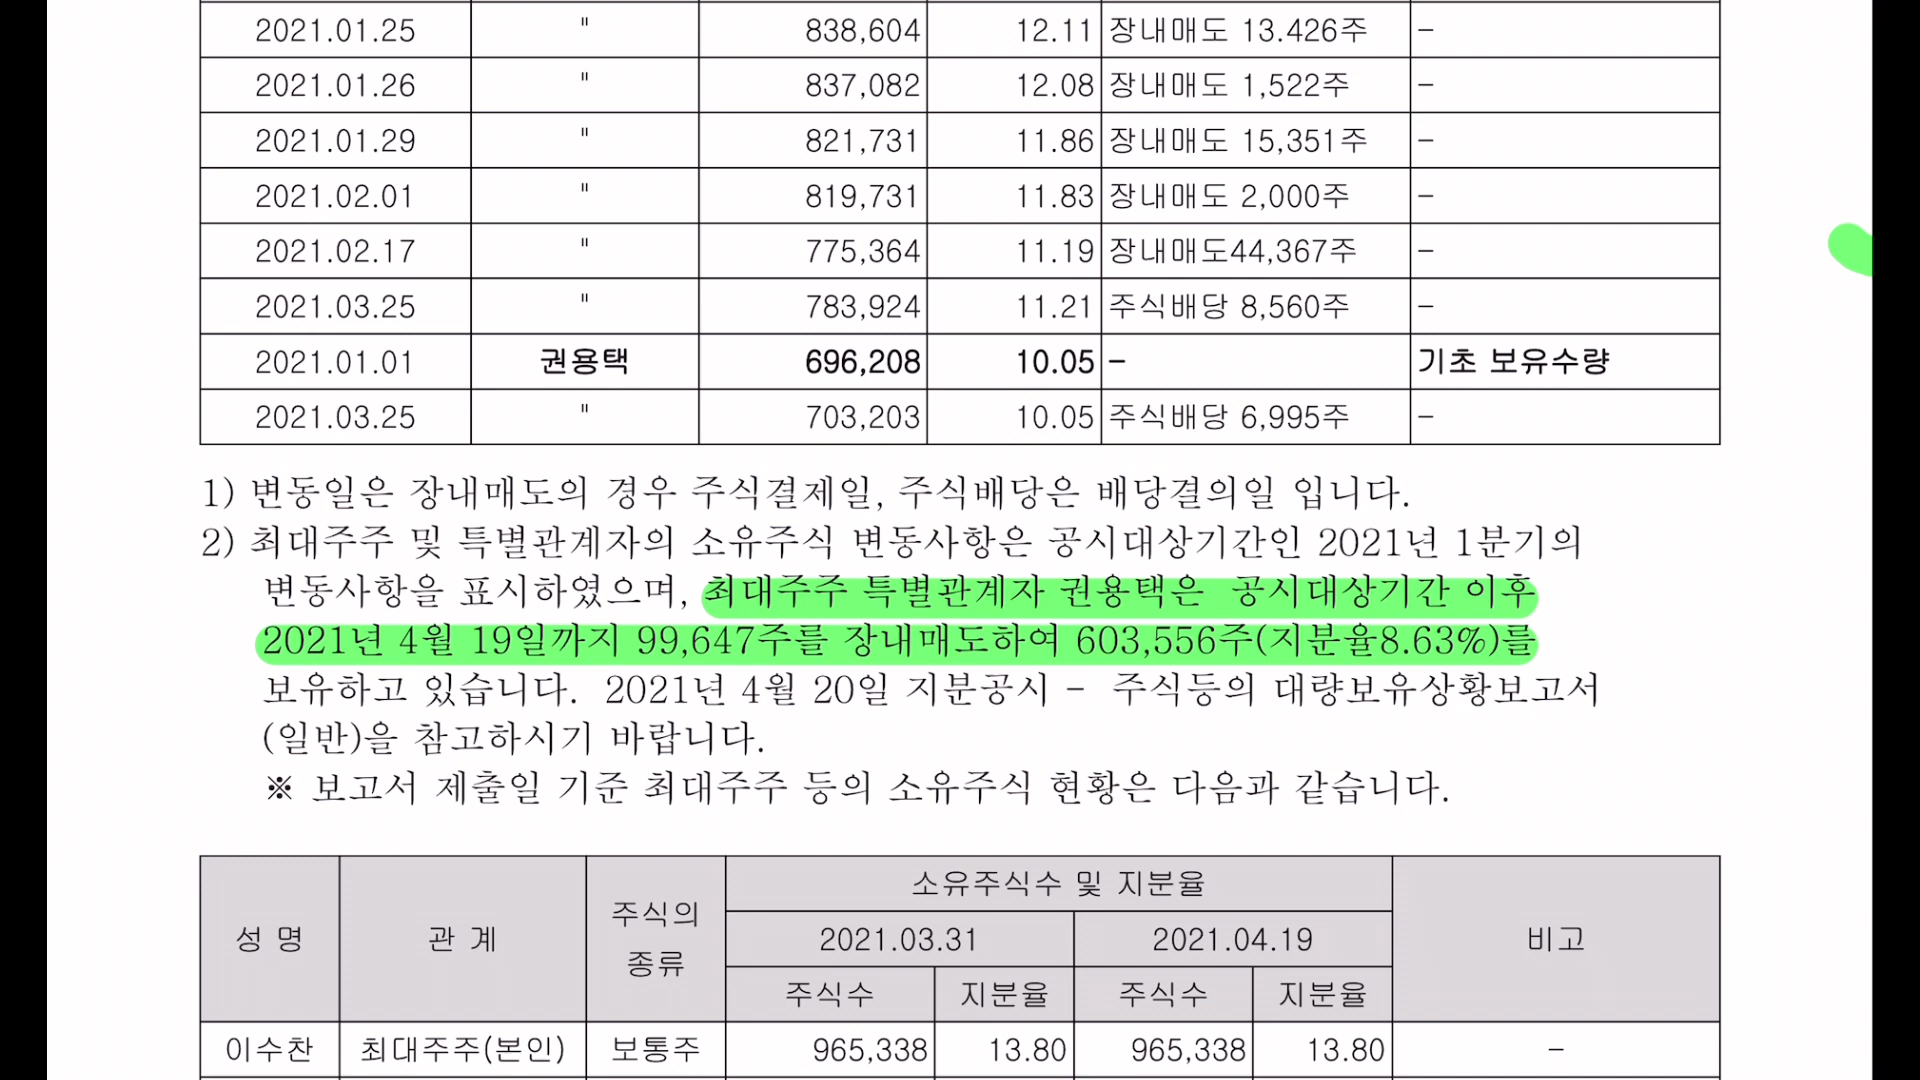 2021.01.25 " 838,604 12.11 장내매도 13.426주 –
2021.01.26 " 837,082 12.08 장내매도 1,522주 –
2021.01.29 " 821,731 11.86 장내매도 15,351주 –
2021.02.01 " 819,731 11.83 장내매도 2,000주 –
2021.02.17 " 775,364 11.19 장내매도44,367주 –
2021.03.25 " 783,924 11.21 주식배당 8,560주 –
2021.01.01 권용택 696,208 10.05 – 기초 보유수량
2021.03.25 " 703,203 10.05 주식배당 6,995주 –
1) 변동일은 장내매도의 경우 주식결제일, 주식배당은 배당결의일 입니다.
2) 최대주주 및 특별관계자의 소유주식 변동사항은 공시대상기간인 2021년 1분기의
변동사항을 표시하였으며, 최대주주 특별관계자 권용택은 공시대상기간 이후
2021년 4월 19일까지 99,647주를 장내매도하여 603,556주(지분율8.63%)를
보유하고 있습니다. 2021년 4월 20일 지분공시 – 주식등의 대량보유상황보고서
(일반)을 참고하시기 바랍니다.
※ 보고서 제출일 기준 최대주주 등의 소유주식 현황은 다음과 같습니다.
성 명 관 계 주식의 종류 소유주식수 및 지분율 비고
2021.03.31 2021.04.19
주식수 지분율 주식수 지분율
이수찬 최대주주(본인) 보통주 965,338 13.80 965,338 13.80 –